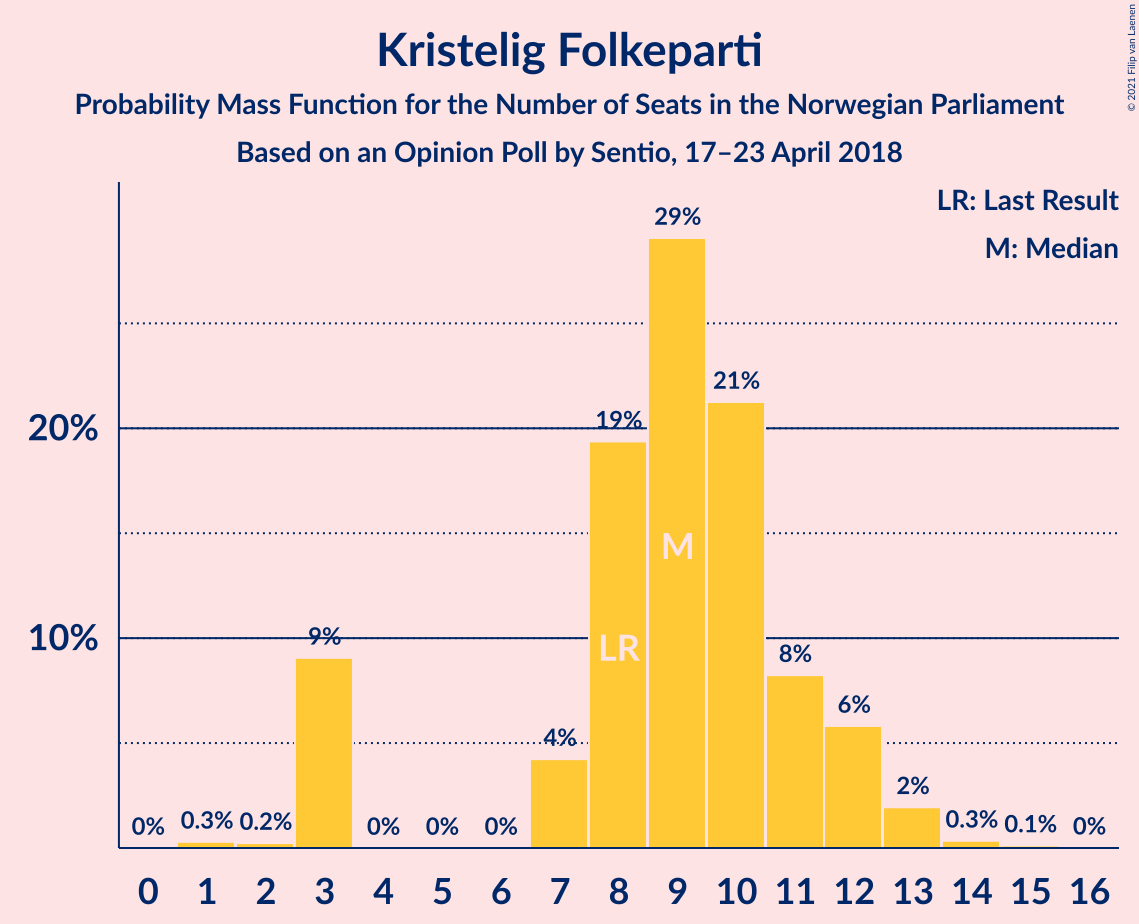 Kristelig Folkeparti
Probability Mass Function for the Number of Seats in the Norwegian Parliament
Based on an Opinion Poll by Sentio, 17–23 April 2018
© 2021 Filip van Laenen
LR: Last Result
M: Median
29%
21%
20%
19%
M
10%
9%
LR
8%
6%
4%
2%
0% 0.3% 0.2% 0% 0% 0% 0.3% 0.1% 0%
0 1 2 3 4 5 6 7 8 9 10 11 12 13 14 15 16